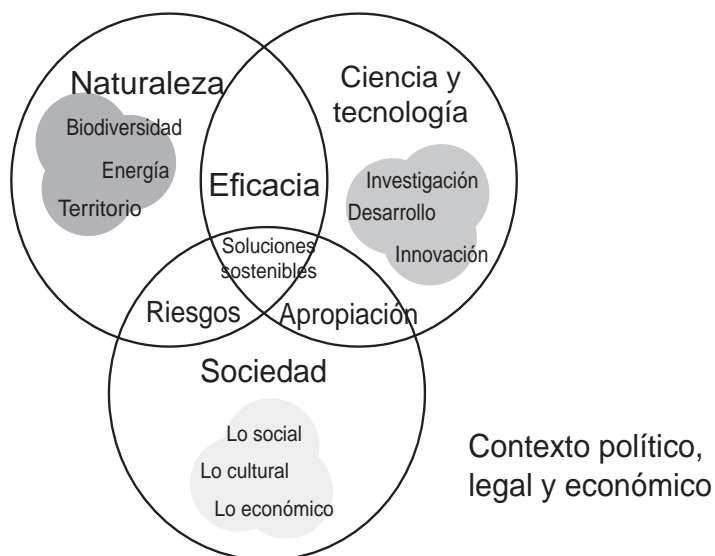 Naturaleza
Biodiversidad
Energía
Territorio
Ciencia y
tecnología
Investigación
Desarrollo
Innovación
Eficacia
Soluciones
sostenibles
Riesgos
Apropiación
Sociedad
Lo social
Lo cultural
Lo económico
Contexto político,
legal y económico